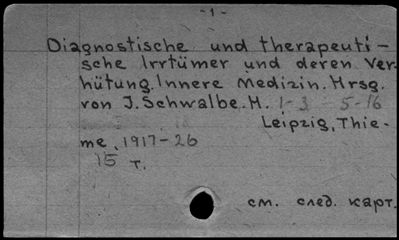 - 1 -
Diagnostische und therapeuti -
sche Irrtümer und deren Ver-
hütung. Innere Medizin. Hrsg.
von J. Schwalbe. H. 1-3 5-16
Leipzig, Thie-
me, 1917-26
15 т.
см. след. карт.